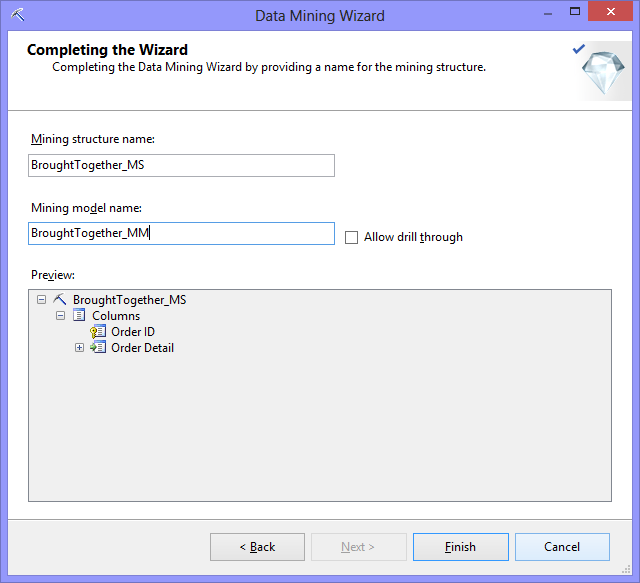 Data Mining Wizard
Completing the Wizard
Completing the Data Mining Wizard by providing a name for the mining structure.
Mining structure name:
BroughtTogether_MS
Mining model name:
BroughtTogether_MM
Allow drill through
Preview:
BroughtTogether_MS
Columns
Order ID
Order Detail
< Back
Next >
Finish
Cancel